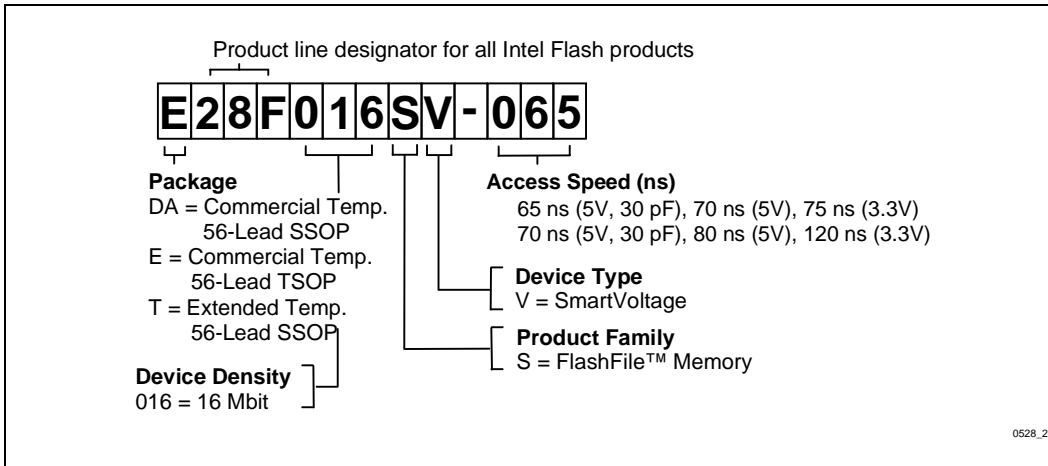 Product line designator for all Intel Flash products
E28F016SV-065
Package
DA = Commercial Temp.
56-Lead SSOP
E = Commercial Temp.
56-Lead TSOP
T = Extended Temp.
56-Lead SSOP
Device Density
016 = 16 Mbit
Access Speed (ns)
65 ns (5V, 30 pF), 70 ns (5V), 75 ns (3.3V)
70 ns (5V, 30 pF), 80 ns (5V), 120 ns (3.3V)
Device Type
V = SmartVoltage
Product Family
S = FlashFile™ Memory
0528_2